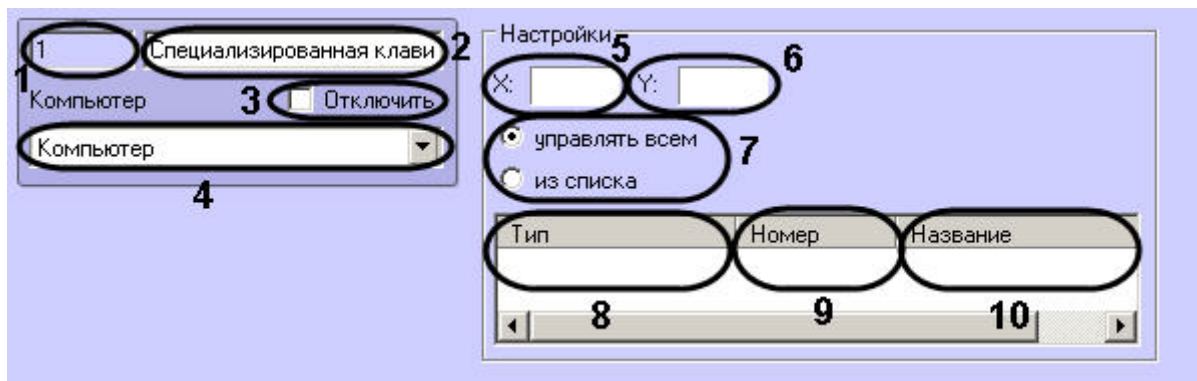 1 Специализированная клави 2
1
Компьютер 3 Отключить
Компьютер
4
Настройки
5 6
X: Y:
управлять всем
7
из списка
Тип Номер Название
8 9 10